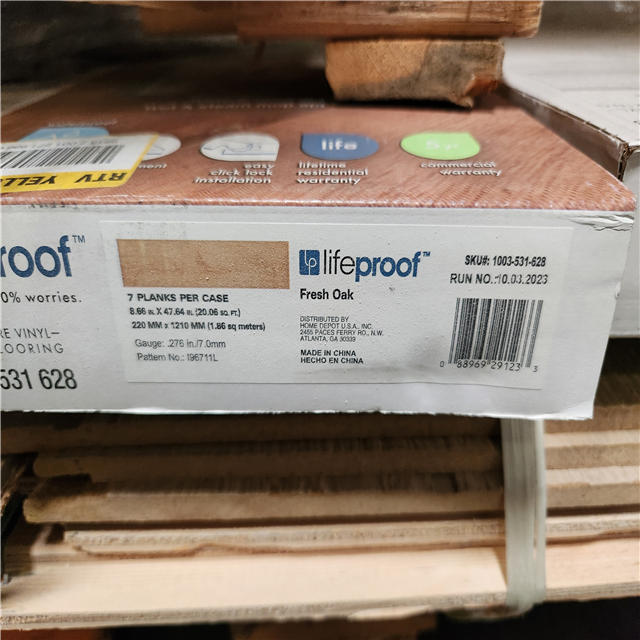 RTV YELL
easy
click lock
installation
life
lifetime
residential
warranty
commercial
warranty
roof™
0% worries.
RE VINYL—
LOORING
531 628
7 PLANKS PER CASE
8.66 IN. X 47.64 IN. (20.06 SQ. FT.)
220 MM x 1210 MM (1.86 sq meters)
Gauge: .276 in./7.0mm
Pattern No.: I96711L
lifeproof™
Fresh Oak
DISTRIBUTED BY
HOME DEPOT U.S.A., INC.
2455 PACES FERRY RD., N.W.
ATLANTA, GA 30339
MADE IN CHINA
HECHO EN CHINA
SKU#: 1003-531-628
RUN NO.:10.03.2023
0 88969 29123 3